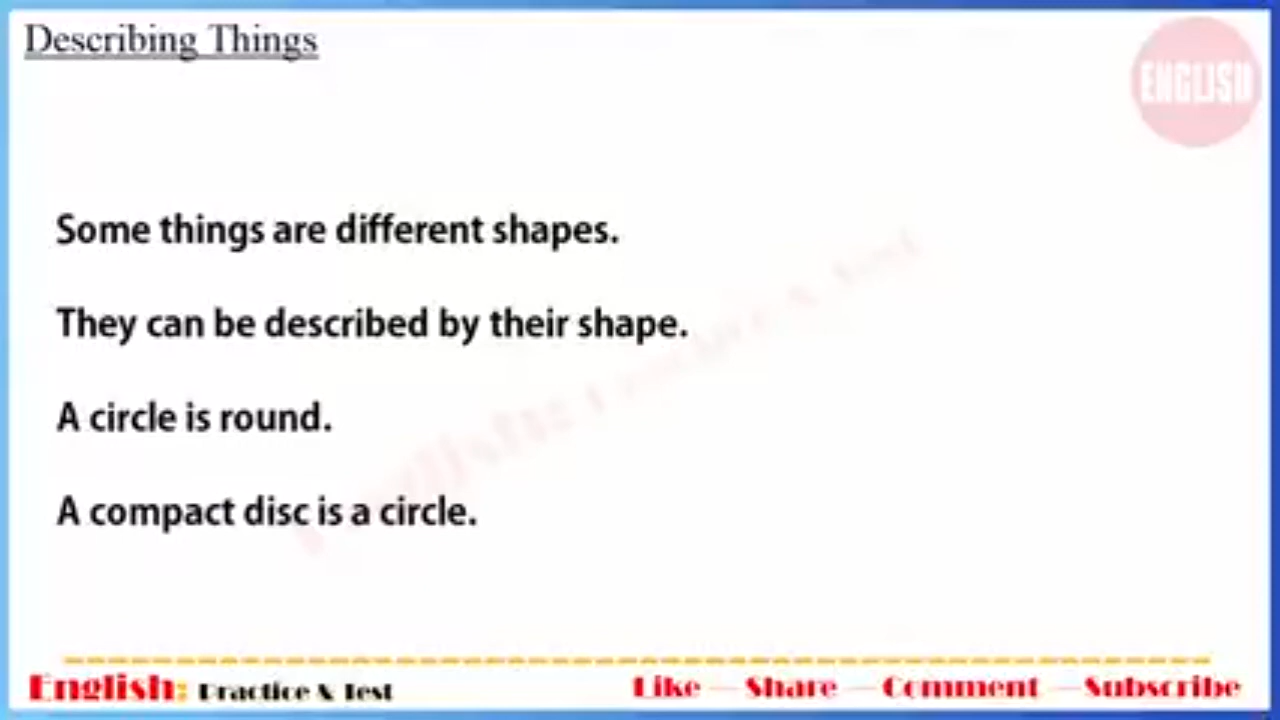 Describing Things
ENGLISH
Some things are different shapes.
They can be described by their shape.
A circle is round.
A compact disc is a circle.
English: Practice & Test
Like — Share — Comment — Subscribe